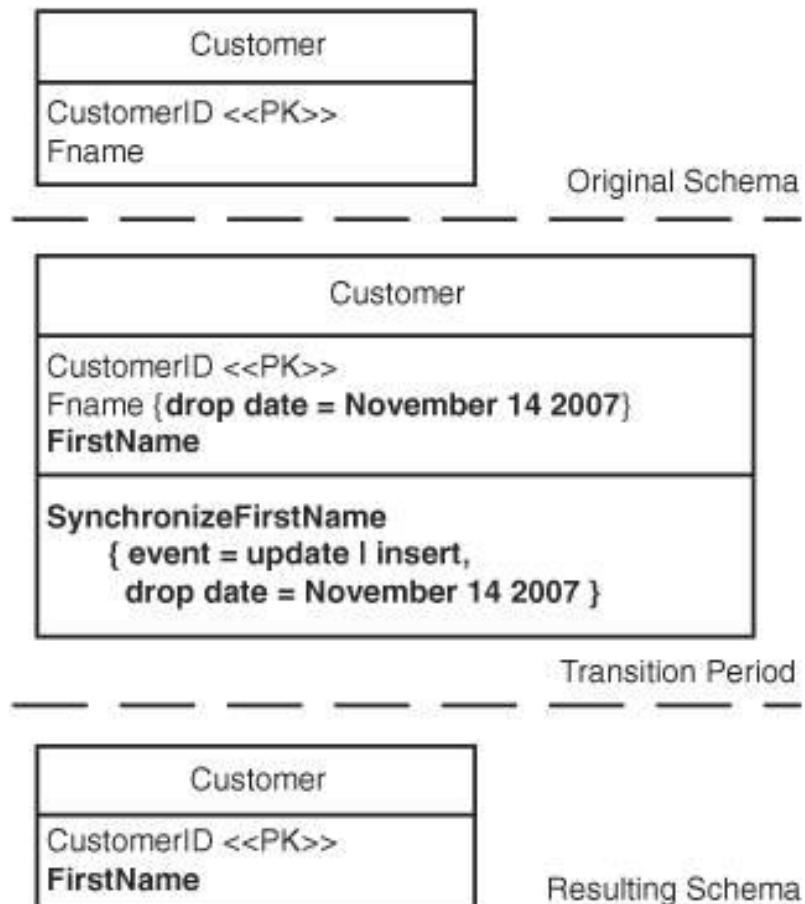 Customer
CustomerID <<PK>>
Fname
Original Schema
Customer
CustomerID <<PK>>
Fname {drop date = November 14 2007}
FirstName
SynchronizeFirstName
{ event = update | insert,
drop date = November 14 2007 }
Transition Period
Customer
CustomerID <<PK>>
FirstName
Resulting Schema